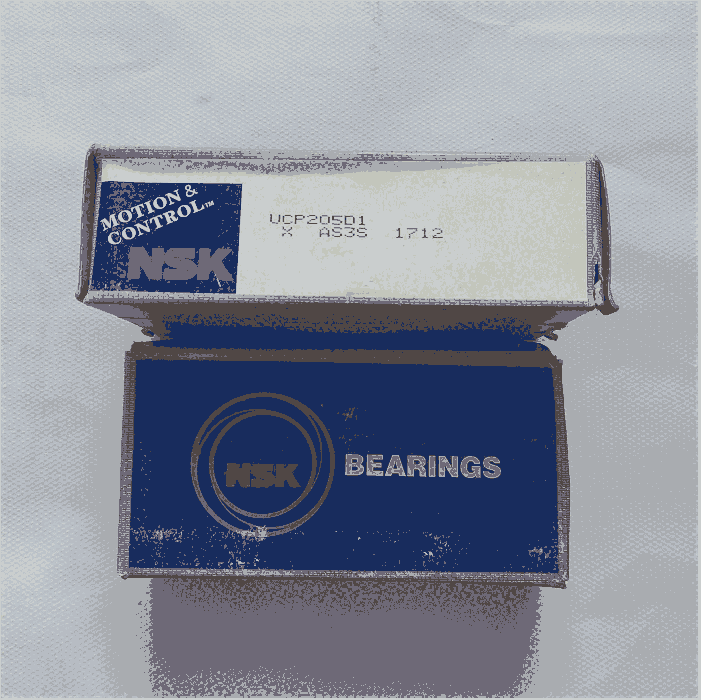 MOTION &
CONTROL™
NSK
UCP205D1
X AS3S 1712
NSK
BEARINGS